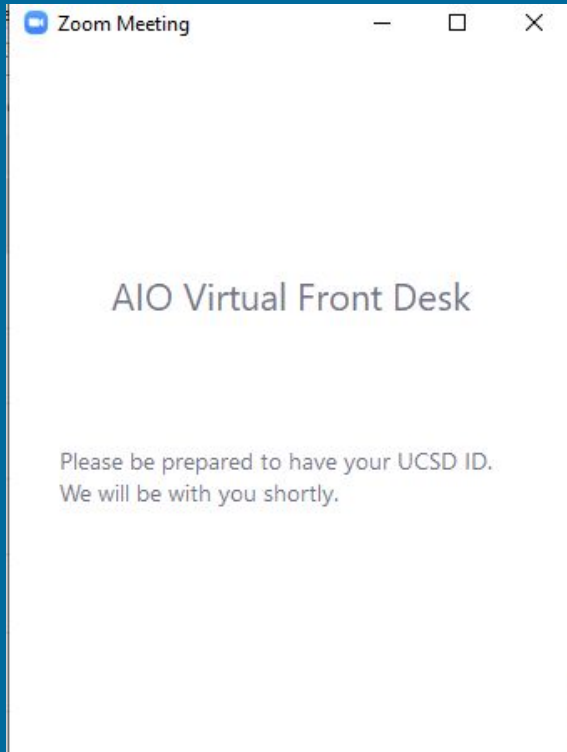 Zoom Meeting
AIO Virtual Front Desk
Please be prepared to have your UCSD ID.
We will be with you shortly.